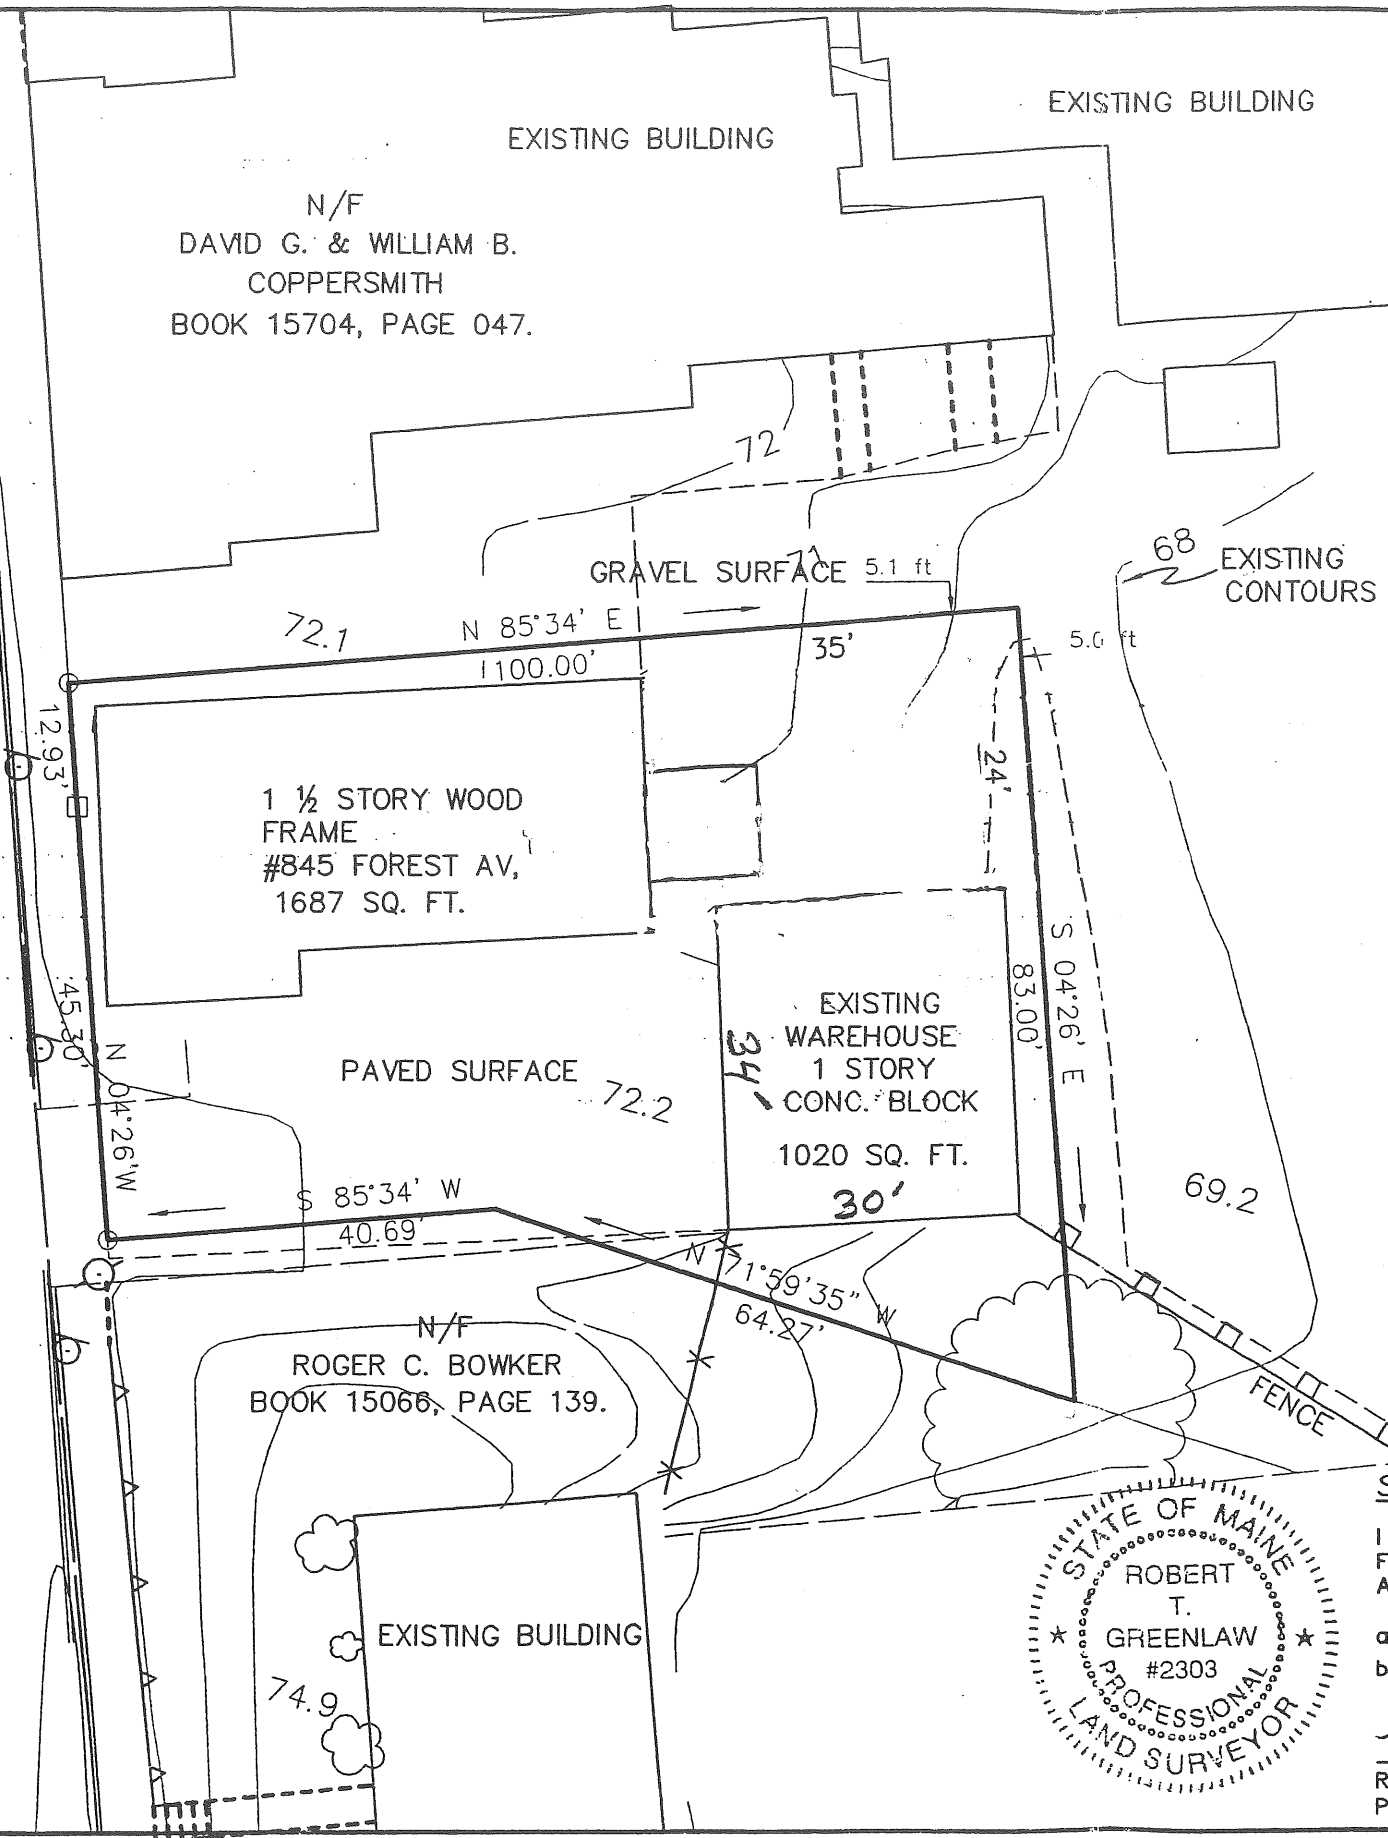 EXISTING BUILDING
EXISTING BUILDING
N/F
DAVID G. & WILLIAM B.
COPPERSMITH
BOOK 15704, PAGE 047.
72
71
GRAVEL SURFACE
5.1 ft
68
EXISTING
CONTOURS
72.1
N 85°34' E
100.00'
35'
5.0 ft
12.93'
24'
1 ½ STORY WOOD
FRAME
#845 FOREST AV,
1687 SQ. FT.
45.30'
N 04°26'W
PAVED SURFACE
72.2
EXISTING
WAREHOUSE
1 STORY
CONC. BLOCK
1020 SQ. FT.
34'
30'
83.00'
S 04°26' E
69.2
S 85°34' W
40.69'
N 71°59'35" W
64.27'
N/F
ROGER C. BOWKER
BOOK 15066, PAGE 139.
FENCE
EXISTING BUILDING
74.9
STATE OF MAINE
ROBERT
T.
GREENLAW
#2303
PROFESSIONAL
LAND SURVEYOR
S
I
F
A
a
b
R
P